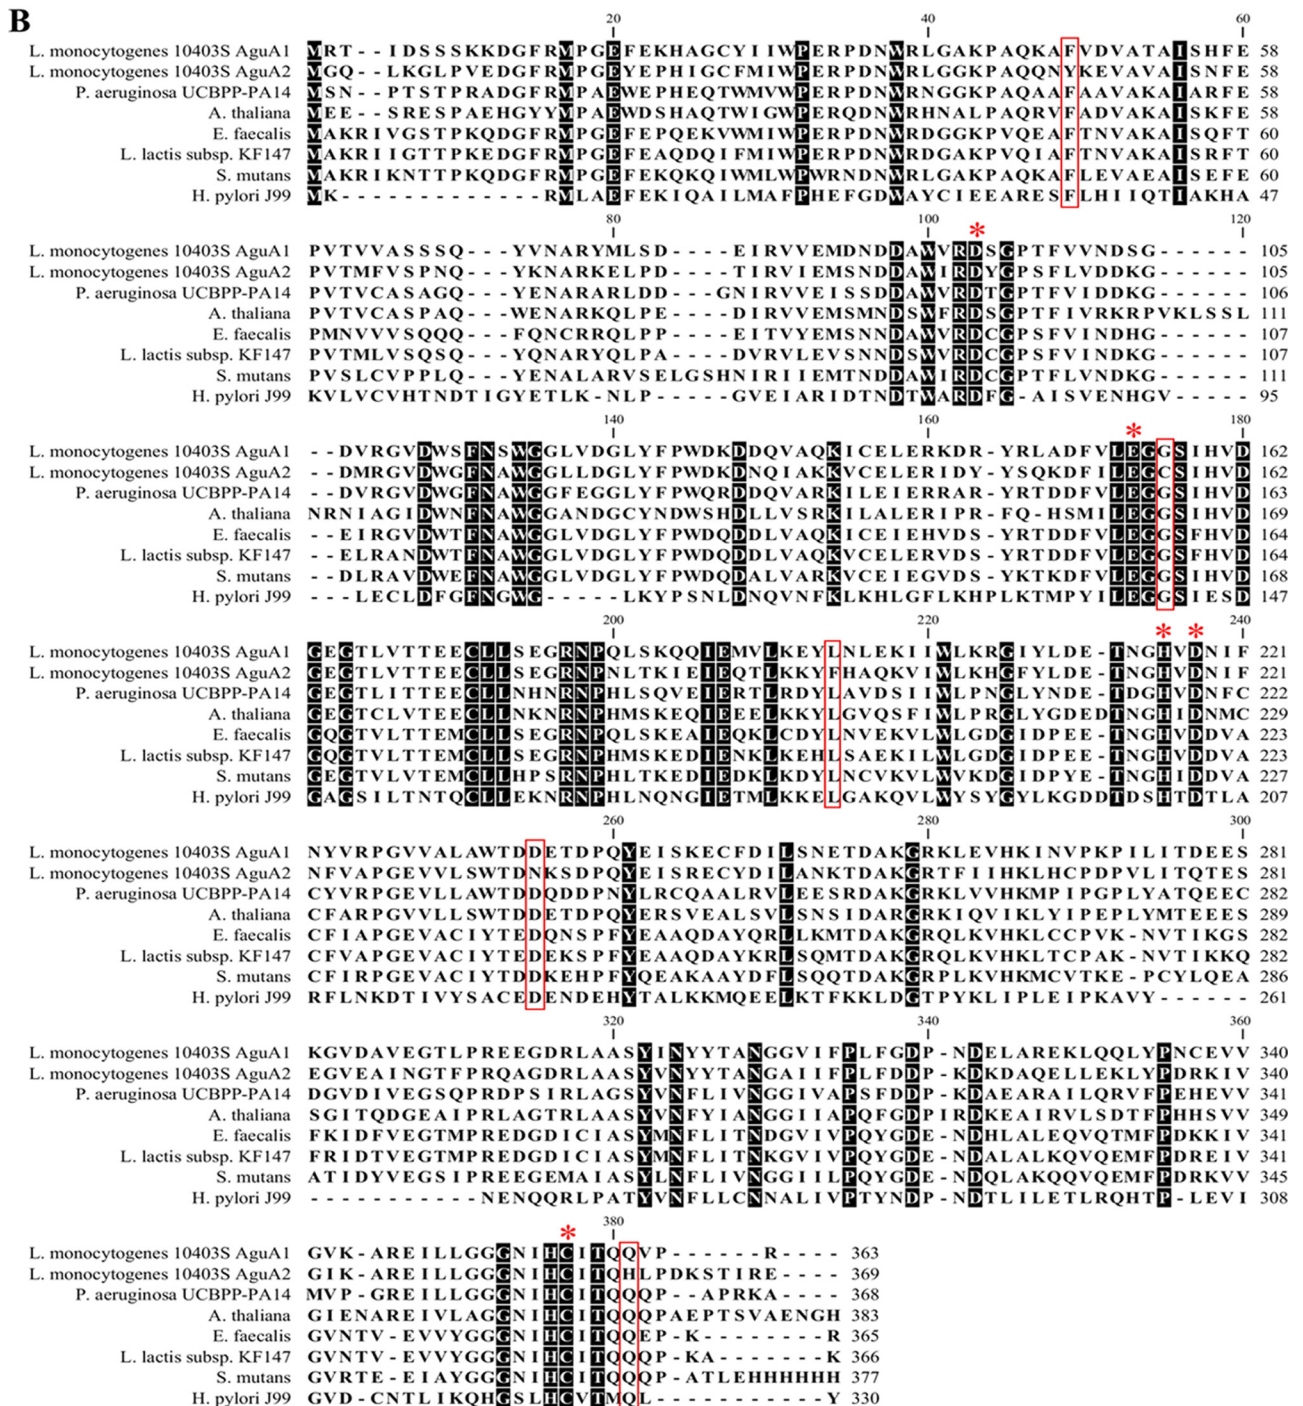 B
20 40 60
L. monocytogenes 10403S AguA1 MRT--IDSSSKKDGFRMPGEFEKHAGCYIIWPERPDNWRLGAKPAQKAFVDVATAISHFE 58
L. monocytogenes 10403S AguA2 MGQ--LKGLPVEDGFRMPGEYEPHIGCFMIWPERPDNWRLGGKPAQQNYKEVAVAISNFE 58
P. aeruginosa UCBPP-PA14 MSN--PTSTPRADGFRMPAEWEPHEQTWMVWPERPDNWRNGGKPAQAAFAAVAKAIARFE 58
A. thaliana MEE--SRESPAEHGYYMPAEWDSHAQTWIGWPERQDNWRHNALPAQRVFADVAKAISKFE 58
E. faecalis MAKRIVGSTPKQDGFRMPGEFEPQEKVWMIWPERPDNWRDGGKPVQEAFTNVAKAISQFT 60
L. lactis subsp. KF147 MAKRIIGTTPKEDGFRMPGEFEAQDQIFMIWPERPDNWRDGAKPVQIAFTNVAKAISRFT 60
S. mutans MAKRIKNTTPKQDGFRMPGEFEKQKQIWMLWPWRNDNWRLGAKPAQKAFLEVAEAISEFE 60
H. pylori J99 MK-------------RMLAEFEKIQAILMAFPHEFGDWAYCIEEARESFLHIIQTIAKHA 47
80 100 120
*
L. monocytogenes 10403S AguA1 PVTVVASSSQ---YVNARYMLSD----EIRVVEMDNDDAWVRDSGPTFVVNDSG------ 105
L. monocytogenes 10403S AguA2 PVTMFVSPNQ---YKNARKELPD----TIRVIEMSNDDAWIRDYGPSFLVDDKG------ 105
P. aeruginosa UCBPP-PA14 PVTVCASAGQ---YENARARLDD---GNIRVVEISSDDAWVRDTGPTFVIDDKG------ 106
A. thaliana PVTVCASPAQ---WENARKQLPE----DIRVVEMSMNDSWFRDSGPTFIVRKRPVKLSSL 111
E. faecalis PMNVVVSQQQ---FQNCRRQLPP----EITVYEMSNNDAWVRDCGPSFVINDHG------ 107
L. lactis subsp. KF147 PVTMLVSQSQ---YQNARYQLPA----DVRVLEVSNNDSWVRDCGPSFVINDKG------ 107
S. mutans PVSLCVPPLQ---YENALARVSELGSHNIRIIEMTNDDAWIRDCGPTFLVNDKG------ 111
H. pylori J99 KVLVCVHTNDTIGYETLK-NLP-----GVEIARIDTNDTWARDFG-AISVENHGV----- 95
140 160 180
*
L. monocytogenes 10403S AguA1 --DVRGVDWSFNSWGGLVDGLYFPWDKDDQVAQKICELERKDR-YRLADFVLEGGSIHVD 162
L. monocytogenes 10403S AguA2 --DMRGVDWGFNAWGGLLDGLYFPWDKDNQIAKKVCELERIDY-YSQKDFILEGCSIHVD 162
P. aeruginosa UCBPP-PA14 --DVRGVDWGFNAWGGFEGGLYFPWQRDDQVARKILEIERRAR-YRTDDFVLEGGSIHVD 163
A. thaliana NRNIAGIDWNFNAWGGANDGCYNDWSHDLLVSRKILALERIPR-FQ-HSMILEGGSIHVD 169
E. faecalis --EIRGVDWTFNAWGGLVDGLYFPWDQDDLVAQKICEIEHVDS-YRTDDFVLEGGSFHVD 164
L. lactis subsp. KF147 --ELRANDWTFNAWGGLVDGLYFPWDQDDLVAQKVCEIERVDS-YRTDDFVLEGGSFHVD 164
S. mutans --DLRAVDWEFNAWGGLVDGLYFPWDQDALVARKVCEIEGVDS-YKTKDFVLEGGSIHVD 168
H. pylori J99 ---LECLDFGFNGWG-----LKYPSNLDNQVNFKLKHLGFLKHPLKTMPYILEGGSIESD 147
200 220 240
* *
L. monocytogenes 10403S AguA1 GEGTLVTTEECLLSEGRNPQLSKQQIEMVLKEYLNLEKIIWLKRGIYLDE-TNGHVDNIF 221
L. monocytogenes 10403S AguA2 GEGTLVTTEECLLSEGRNPNLTKIEIEQTLKKYFHAQKVIWLKHGFYLDE-TNGHVDNIF 221
P. aeruginosa UCBPP-PA14 GEGTLITTEECLLNHNRNPHLSQVEIERTLRDYLAVDSIIWLPNGLYNDE-TDGHVDNFC 222
A. thaliana GEGTCLVTEECLLNKNRNPHMSKEQIEEELKKYLGVQSFIWLPRGLYGDEDTNGHIDNMC 229
E. faecalis GQGTVLTTEMCLLSEGRNPQLSKEAIEQKLCDYLNVEKVLWLGDGIDPEE-TNGHVDDVA 223
L. lactis subsp. KF147 GQGTVLTTEMCLLSEGRNPHMSKEDIENKLKEHLSAEKILWLGDGIDPEE-TNGHVDDVA 223
S. mutans GEGTVLVTEMCLLHPSRNPHLTKEDIEDKLKDYLNCVKVLWVKDGIDPYE-TNGHIDDVA 227
H. pylori J99 GAGSILTNTQCLLEKNRNPHLNQNGIETMLKKELGAKQVLWYSYGYLKGDDTDSHTDTLA 207
260 280 300
L. monocytogenes 10403S AguA1 NYVRPGVVALAWTDDETDPQYEISKECFDILSNETDAKGRKLEVHKINVPKPILITDEES 281
L. monocytogenes 10403S AguA2 NFVAPGEVVLSWTDNKSDPQYEISRECYDILANKTDAKGRTFIIHKLHCPDPVLITQTES 281
P. aeruginosa UCBPP-PA14 CYVRPGEVLLAWTDDQDDPNYLRCQAALRVLEESRDAKGRKLVVHKMPIPGPLYATQEEC 282
A. thaliana CFARPGVVLLSWTDDETDPQYERSVEALSVLSNSIDARGRKIQVIKLYIPEPLYMTEEES 289
E. faecalis CFIAPGEVACIYTEDQNSPFYEAAQDAYQRLLKMTDAKGRQLKVHKLCCPVK-NVTIKGS 282
L. lactis subsp. KF147 CFVAPGEVACIYTEDEKSPFYEAAQDAYKRLSQMTDAKGRQLKVHKLTCPAK-NVTIKKQ 282
S. mutans CFIRPGEVACIYTDDKEHPFYQEAKAAYDFLSQQTDAKGRPLKVHKMCVTKE-PCYLQEA 286
H. pylori J99 RFLNKDTIVYSACEDENDEHYTALKKMQEELKTFKKLDGTPYKLIPLEIPKAVY------ 261
320 340 360
L. monocytogenes 10403S AguA1 KGVDAVEGTLPREEGDRLAASYINYYTANGGVIFPLFGDP-NDELAREKLQQLYPNCEVV 340
L. monocytogenes 10403S AguA2 EGVEAINGTFPRQAGDRLAASYVNYYTANGAIIFPLFDDP-KDKDAQELLEKLYPDRKIV 340
P. aeruginosa UCBPP-PA14 DGVDIVEGSQPRDPSIRLAGSYVNFLIVNGGIVAPSFDDP-KDAEARAILQRVFPEHEVV 341
A. thaliana SGITQDGEAIPRLAGTRLAASYVNFYIANGGIIAPQFGDPIRDKEAIRVLSDTFPHHSVV 349
E. faecalis FKIDFVEGTMPREDGDICIASYMNFLITNDGVIVPQYGDE-NDHLALEQVQTMFPDKKIV 341
L. lactis subsp. KF147 FRIDTVEGTMPREDGDICIASYMNFLITNKGVIVPQYGDE-NDALALKQVQEMFPDREIV 341
S. mutans ATIDYVEGSIPREEGEMAIASYLNFLIVNGGIILPQYGDE-NDQLAKQQVQEMFPDRKVV 345
H. pylori J99 -----------NENQQRLPATYVNFLLCNNALIVPTYNDP-NDTLILETLRQHTP-LEVI 308
380
*
L. monocytogenes 10403S AguA1 GVK-AREILLGGGNIHCITQQVP------R---- 363
L. monocytogenes 10403S AguA2 GIK-AREILLGGGNIHCITQHLPDKSTIRE---- 369
P. aeruginosa UCBPP-PA14 MVP-GREILLGGGNIHCITQQQP--APRKA---- 368
A. thaliana GIENAREIVLAGGNIHCITQQQPAEPTSVAENGH 383
E. faecalis GVNTV-EVVYGGGNIHCITQQEP-K--------R 365
L. lactis subsp. KF147 GVNTV-EVVYGGGNIHCITQQQP-KA-------K 366
S. mutans GVRTE-EIAYGGGNIHCITQQQP-ATLEHHHHHH 377
H. pylori J99 GVD-CNTLIKQHGSLHCVTMQL-----------Y 330